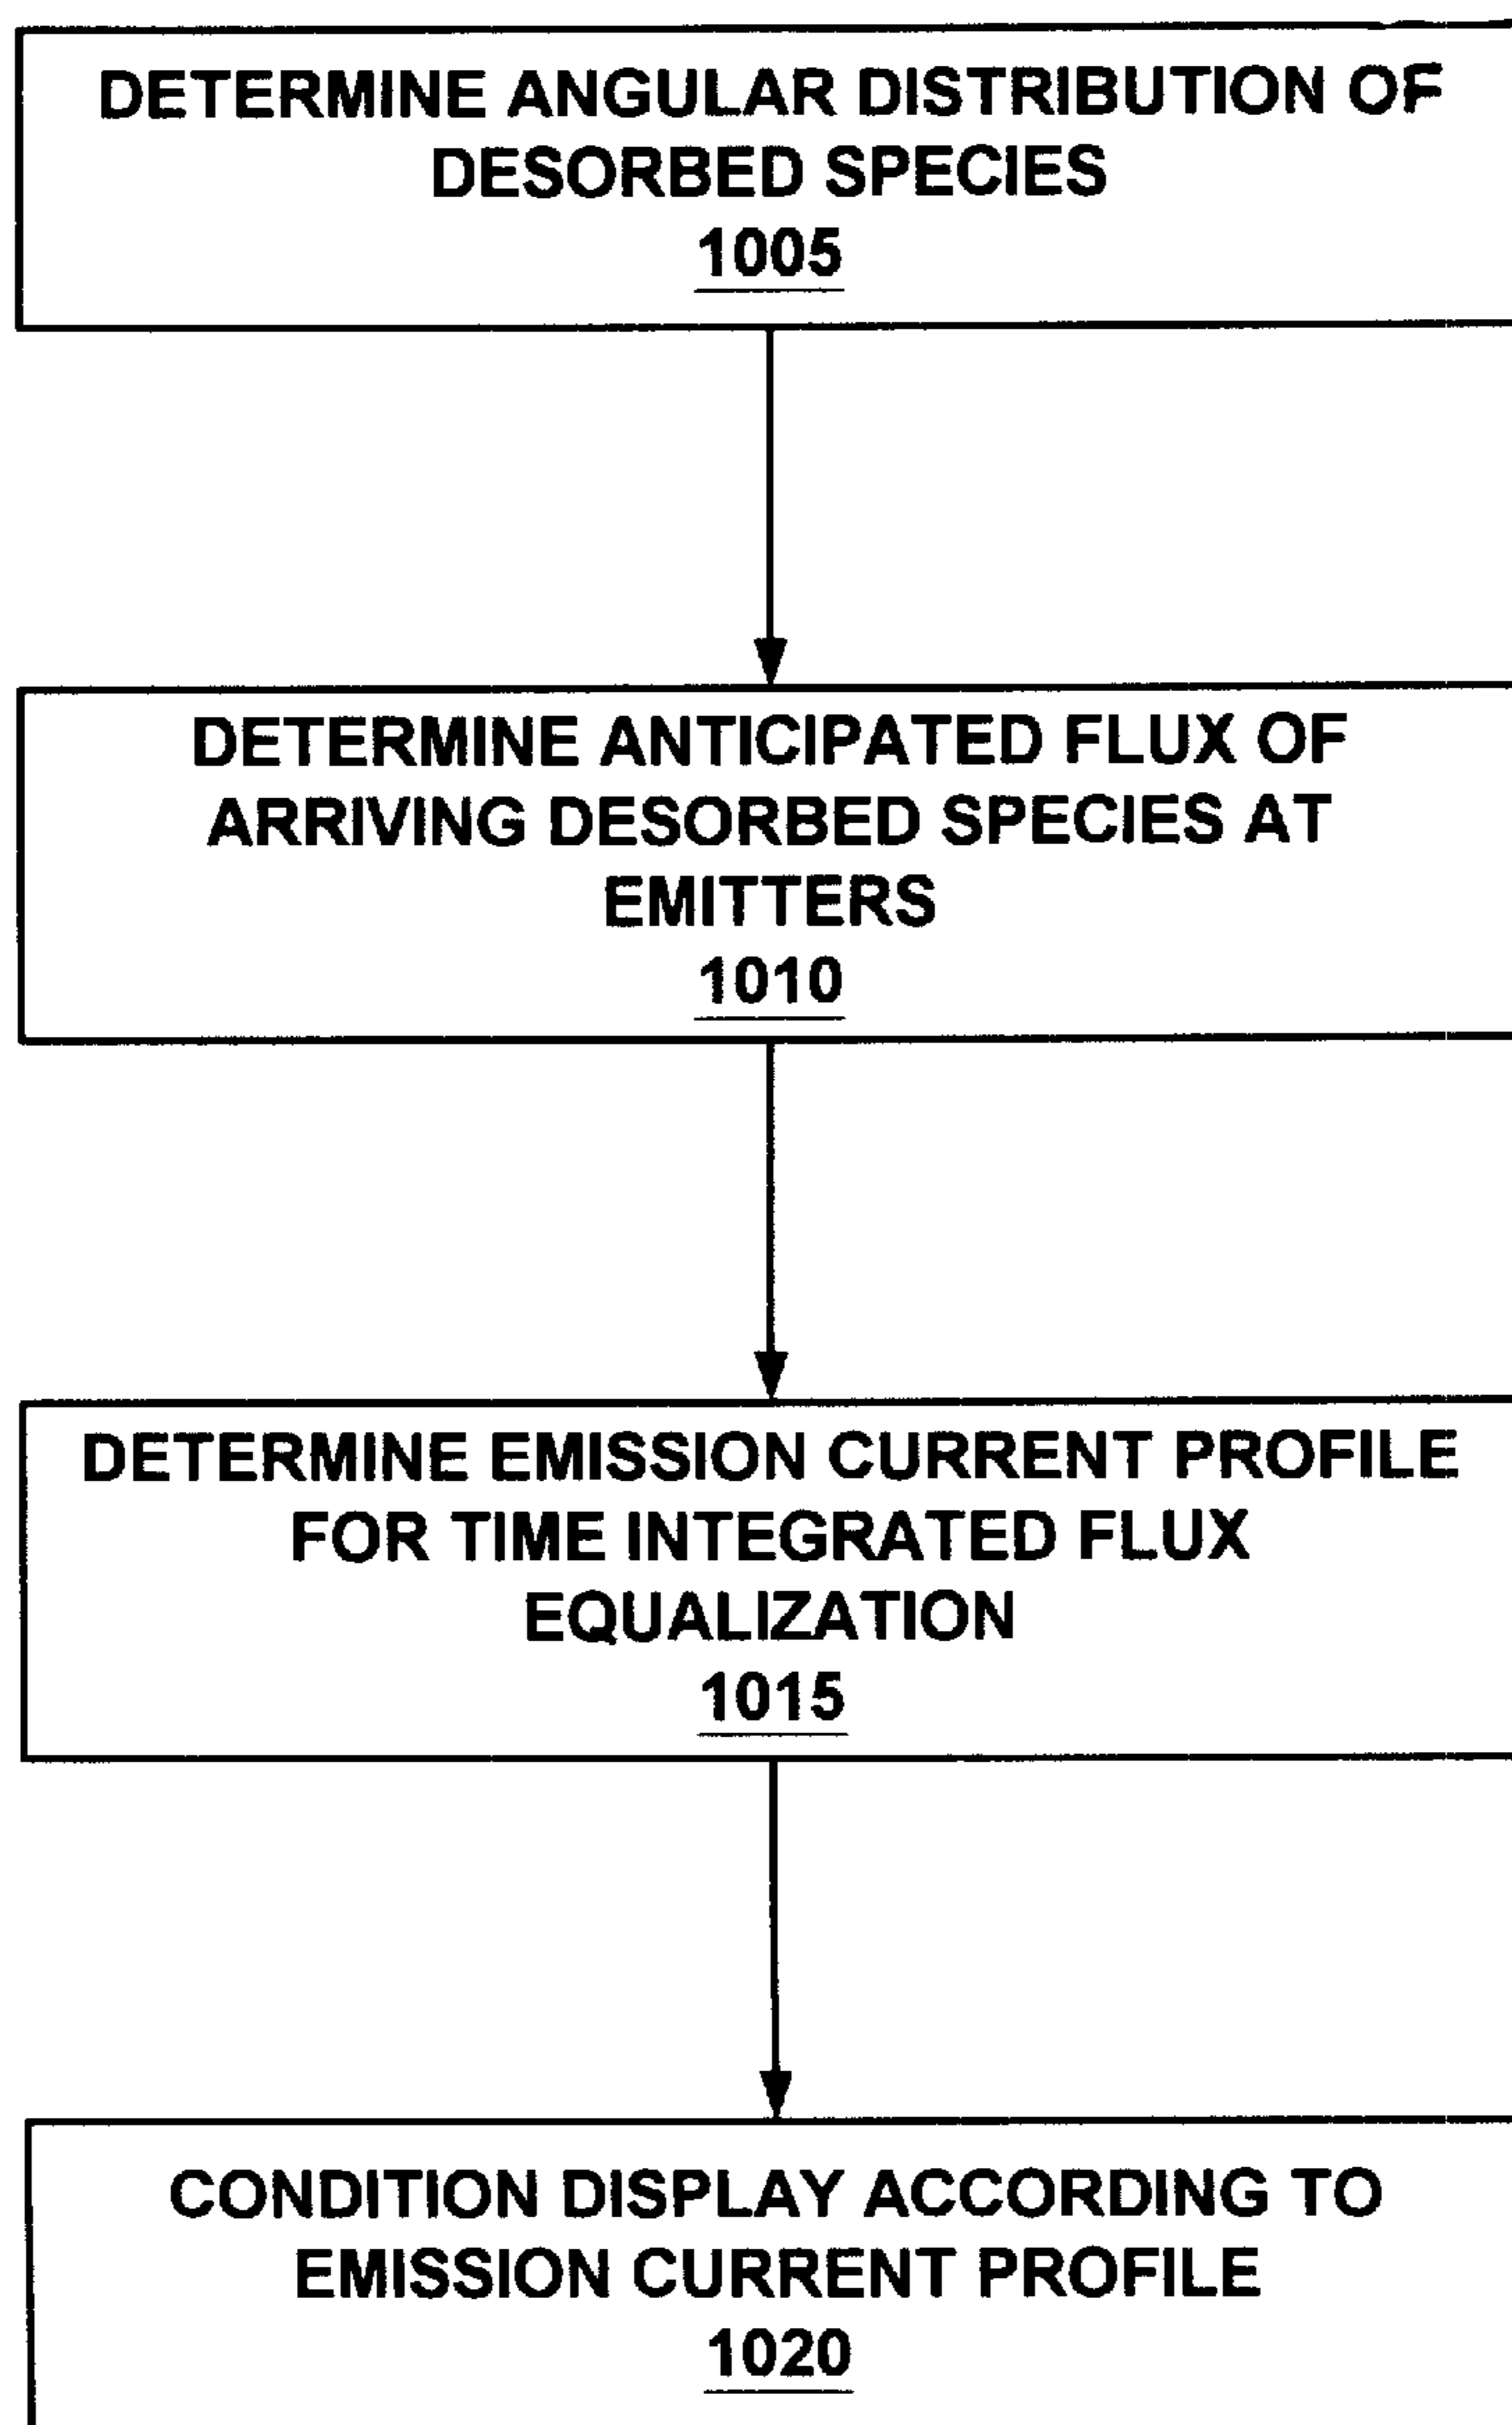 DETERMINE ANGULAR DISTRIBUTION OF
DESORBED SPECIES
1005
DETERMINE ANTICIPATED FLUX OF
ARRIVING DESORBED SPECIES AT
EMITTERS
1010
DETERMINE EMISSION CURRENT PROFILE
FOR TIME INTEGRATED FLUX
EQUALIZATION
1015
CONDITION DISPLAY ACCORDING TO
EMISSION CURRENT PROFILE
1020